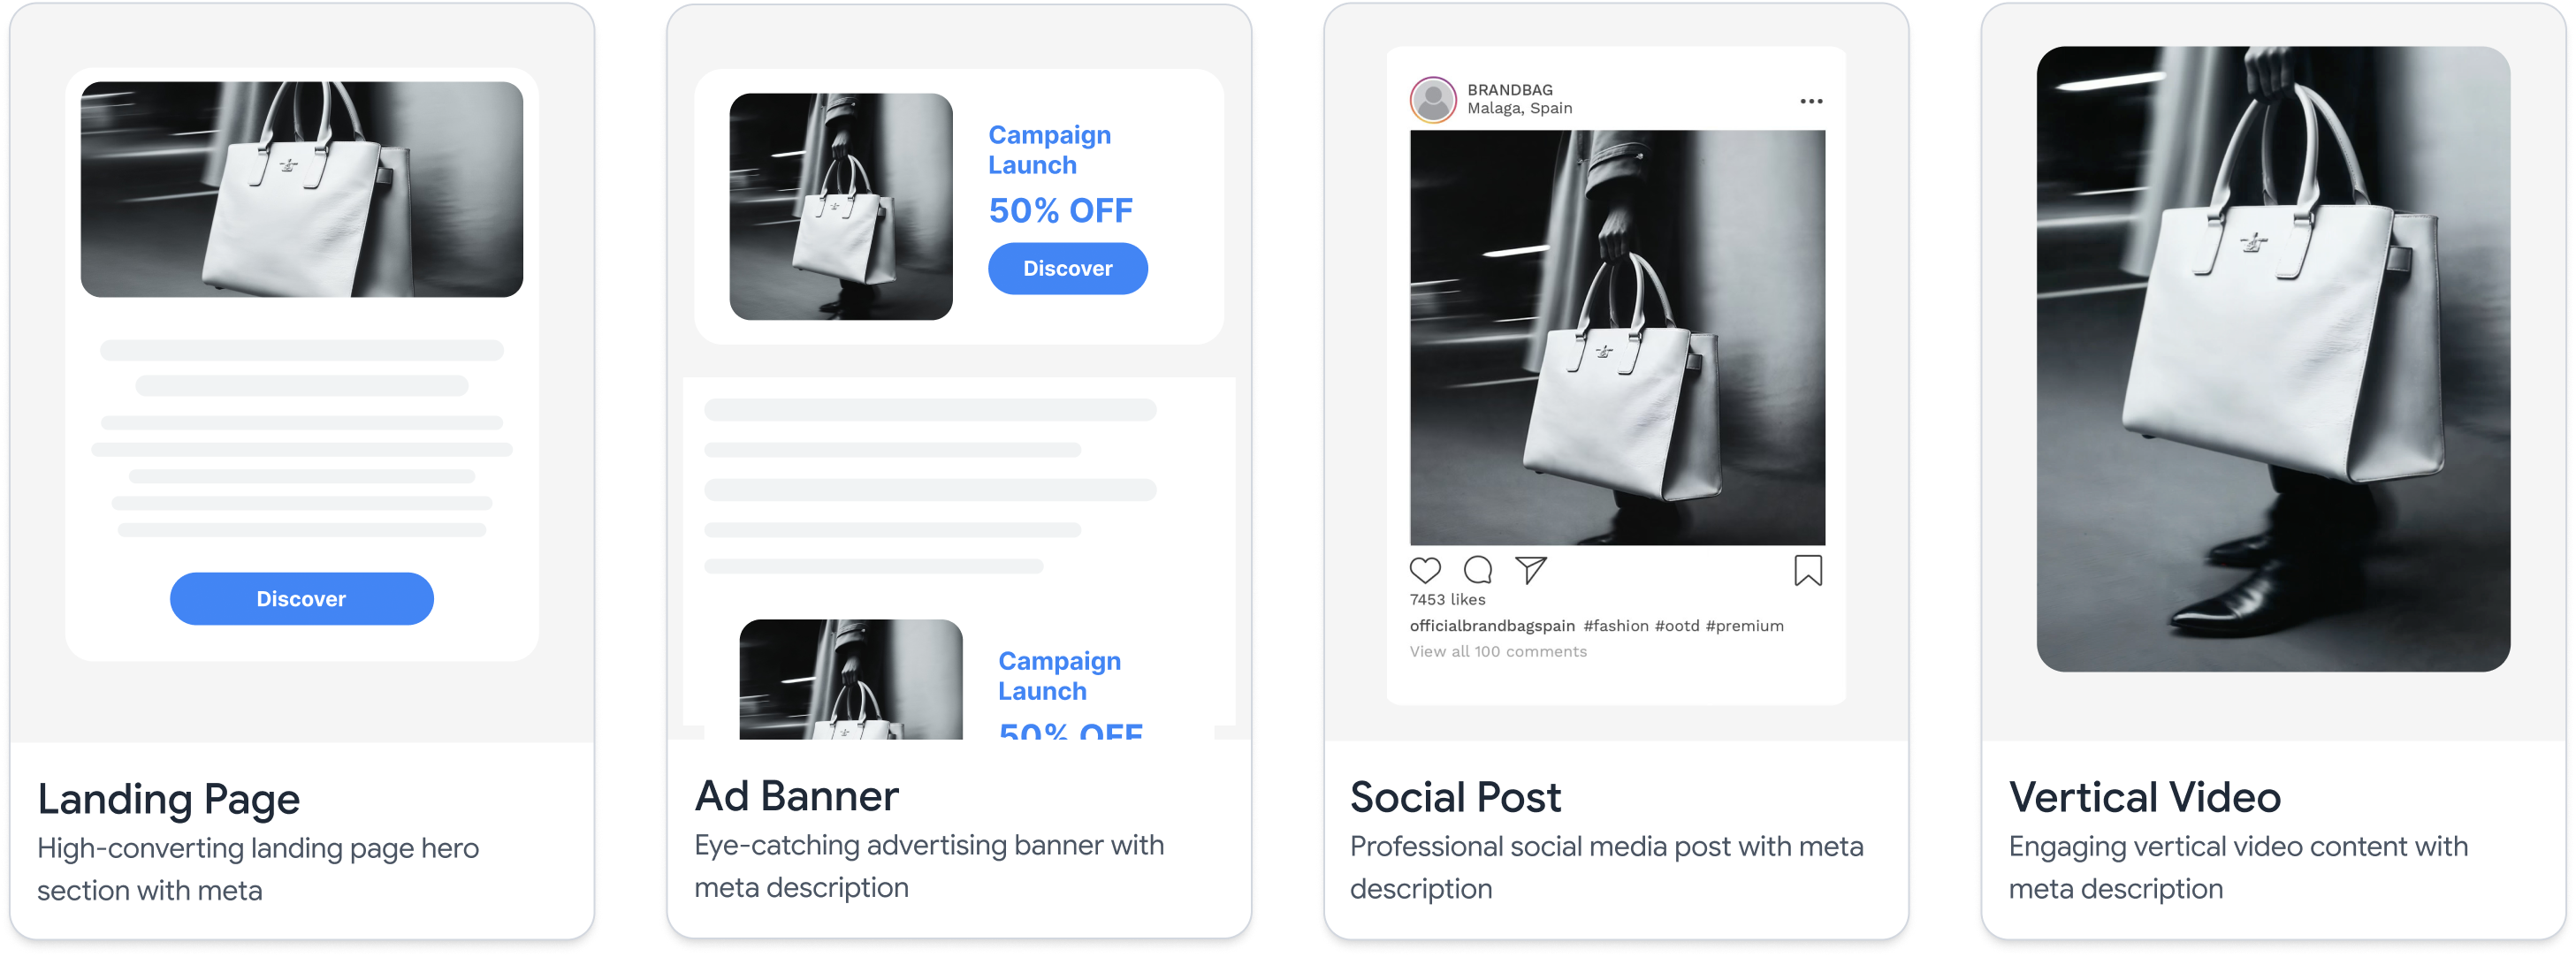 Discover
Landing Page
High-converting landing page hero
section with meta
Campaign
Launch
50% OFF
Discover
Campaign
Launch
50% OFF
Ad Banner
Eye-catching advertising banner with
meta description
BRANDBAG
Malaga, Spain
7453 likes
officialbrandbagspain #fashion #ootd #premium
View all 100 comments
Social Post
Professional social media post with meta
description
Vertical Video
Engaging vertical video content with
meta description